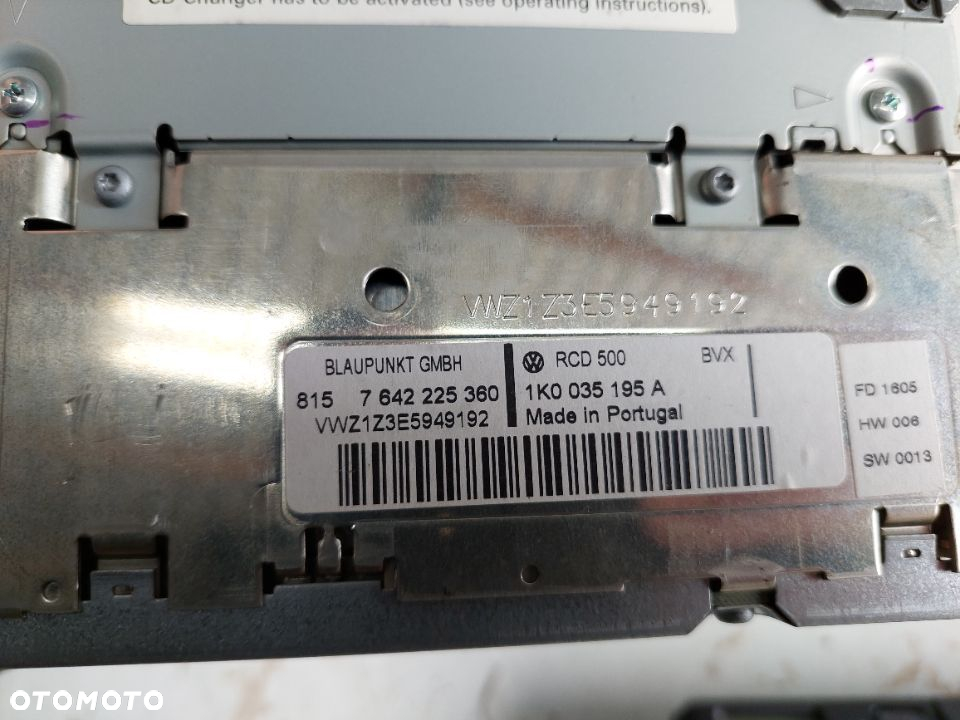 CD Changer has to be activated (see operating instructions).
VWZ1Z3E5949192
BLAUPUNKT GMBH
815 7 642 225 360
VWZ1Z3E5949192
RCD 500 BVX
1K0 035 195 A
Made in Portugal
FD 1605
HW 006
SW 0013
OTOMOTO